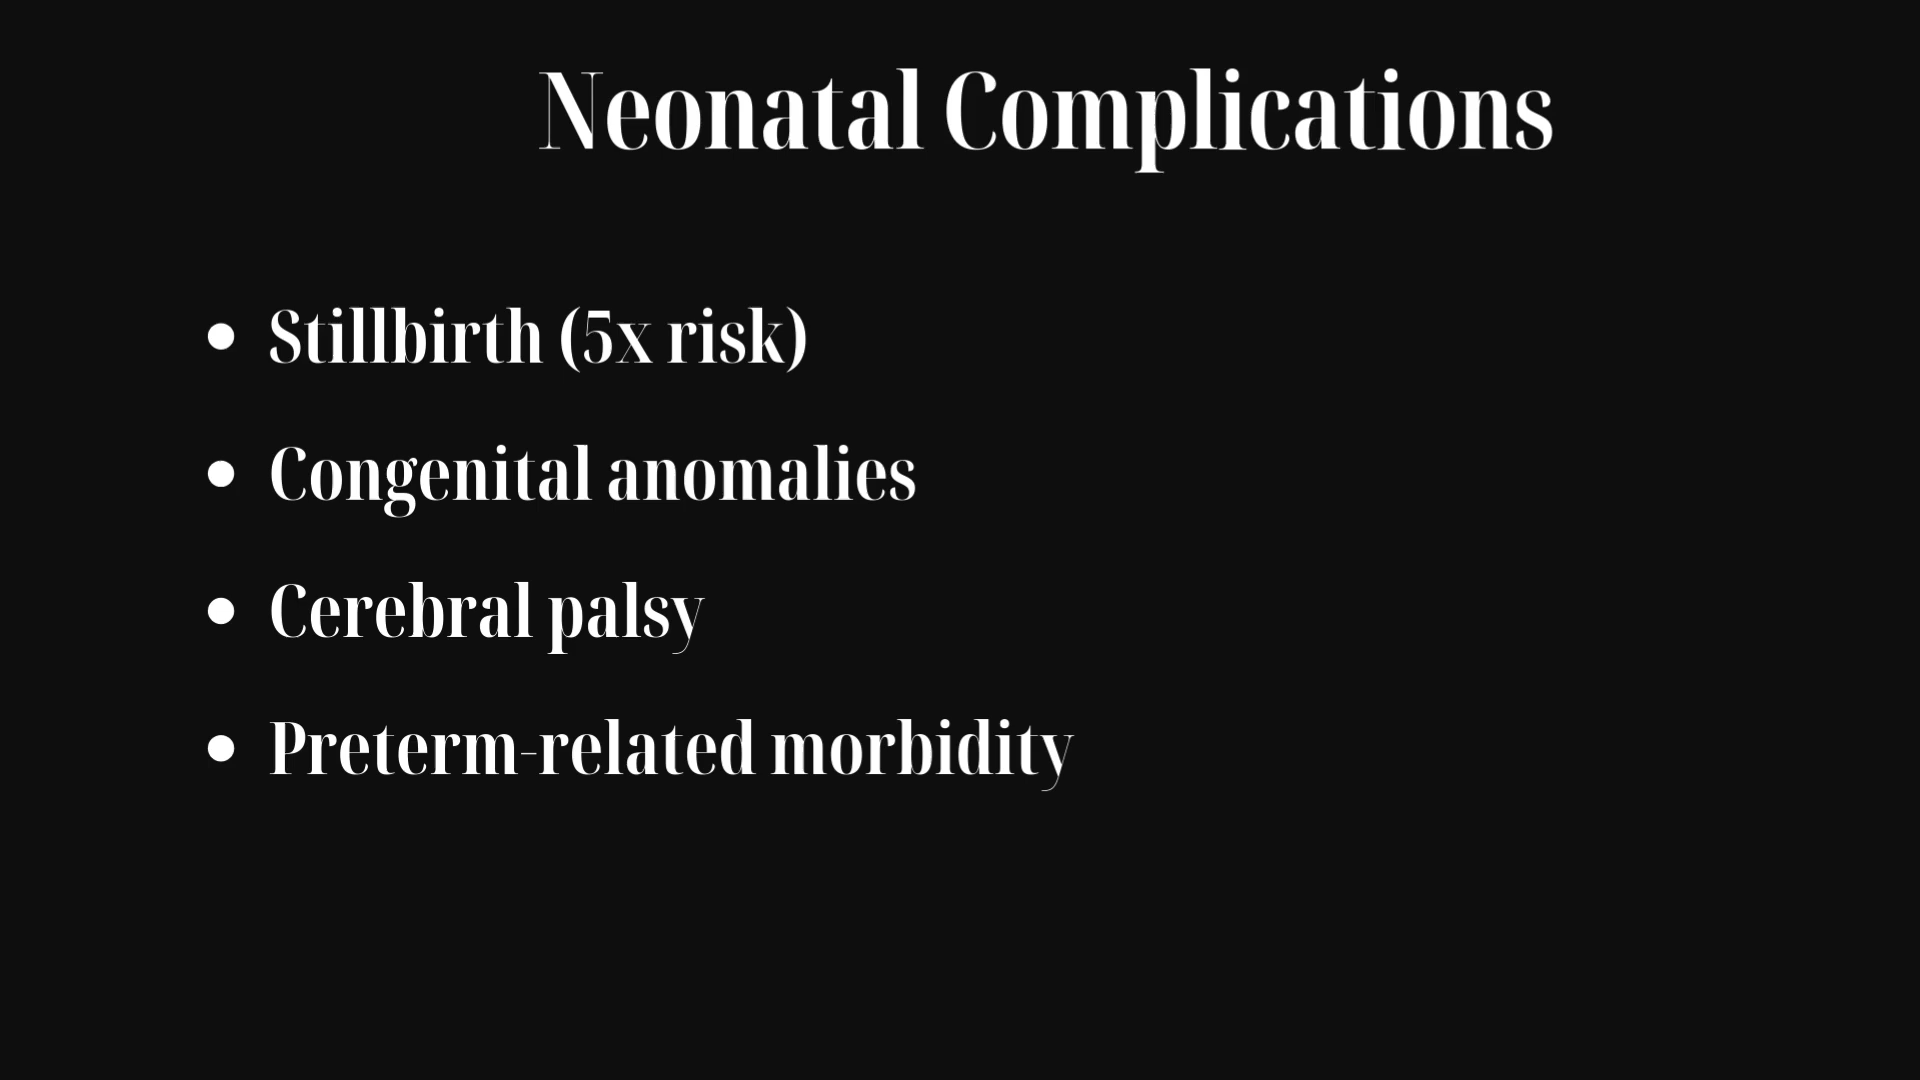 Neonatal Complications
• Stillbirth (5x risk)
• Congenital anomalies
• Cerebral palsy
• Preterm-related morbidity